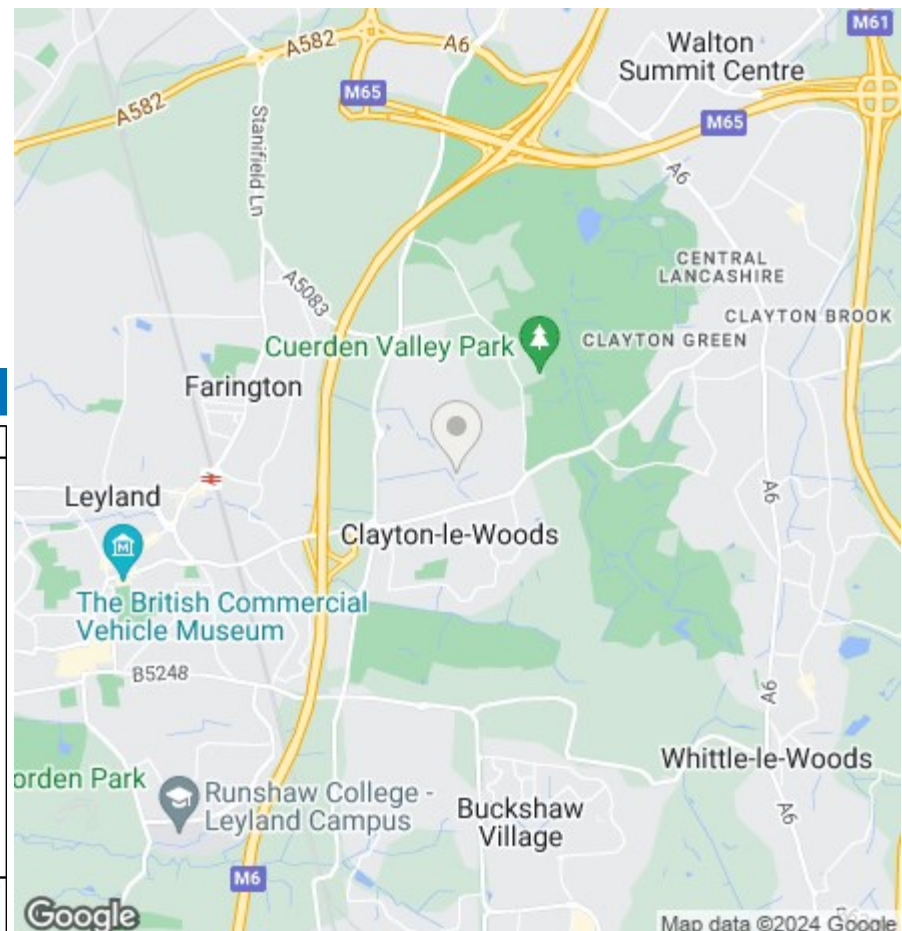 M61
A582
A6
Walton
Summit Centre
M65
A582
M65
Stanifield Ln
A6
CENTRAL
LANCASHIRE
A5083
CLAYTON BROOK
Cuerden Valley Park
CLAYTON GREEN
Farington
Leyland
A6
Clayton-le-Woods
The British Commercial
Vehicle Museum
B5248
A6
Whittle-le-Woods
orden Park
Runshaw College -
Leyland Campus
Buckshaw
Village
A6
M6
Google
Map data ©2024 Google